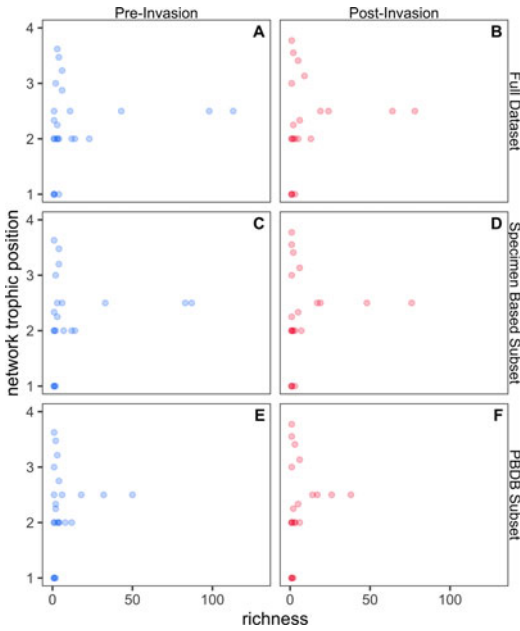 Pre-Invasion Post-Invasion
A B
4
3
2
1
Full Dataset
C D
4
3
2
1
Specimen Based Subset
network trophic position
E F
4
3
2
1
PBDB Subset
0 50 100 0 50 100
richness